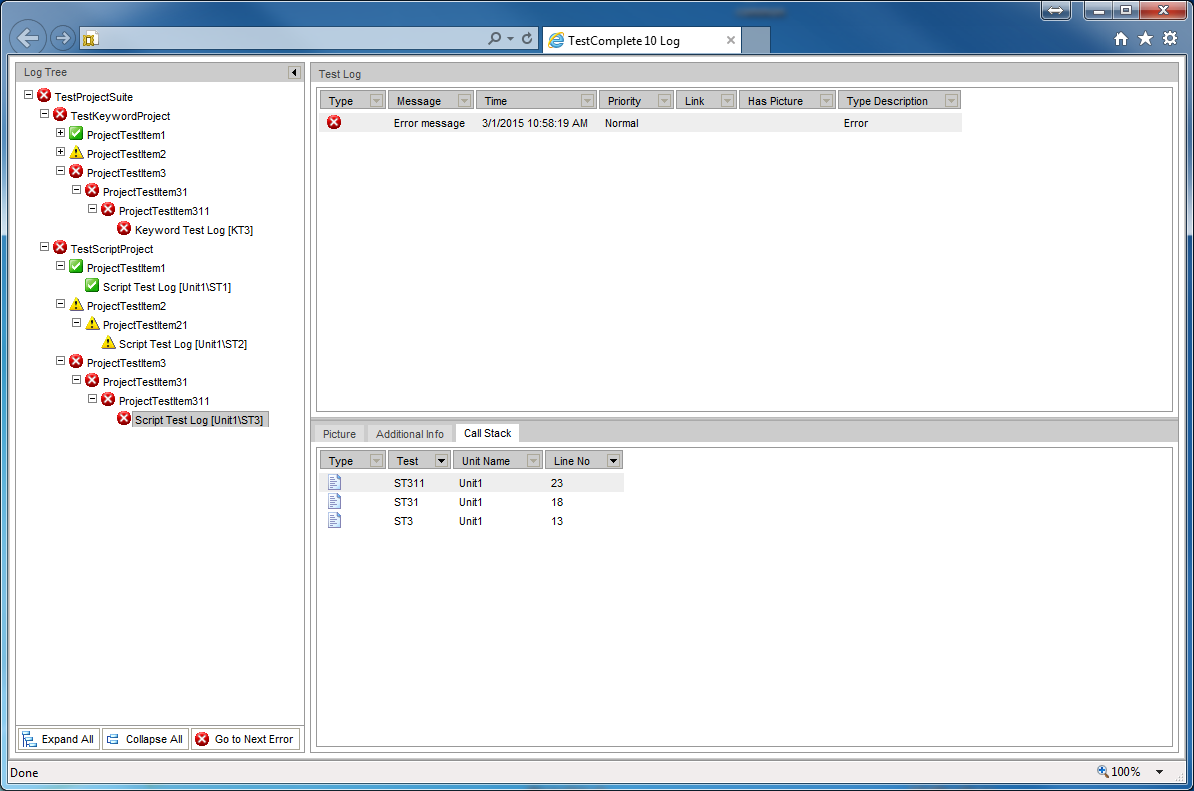 TestComplete 10 Log
Log Tree
TestProjectSuite
TestKeywordProject
ProjectTestItem1
ProjectTestItem2
ProjectTestItem3
ProjectTestItem31
ProjectTestItem311
Keyword Test Log [KT3]
TestScriptProject
ProjectTestItem1
Script Test Log [Unit1\ST1]
ProjectTestItem2
ProjectTestItem21
Script Test Log [Unit1\ST2]
ProjectTestItem3
ProjectTestItem31
ProjectTestItem311
Script Test Log [Unit1\ST3]
Expand All Collapse All Go to Next Error
Test Log
Type Message Time Priority Link Has Picture Type Description
Error message 3/1/2015 10:58:19 AM Normal Error
Picture Additional Info Call Stack
Type Test Unit Name Line No
ST311 Unit1 23
ST31 Unit1 18
ST3 Unit1 13
Done 100%